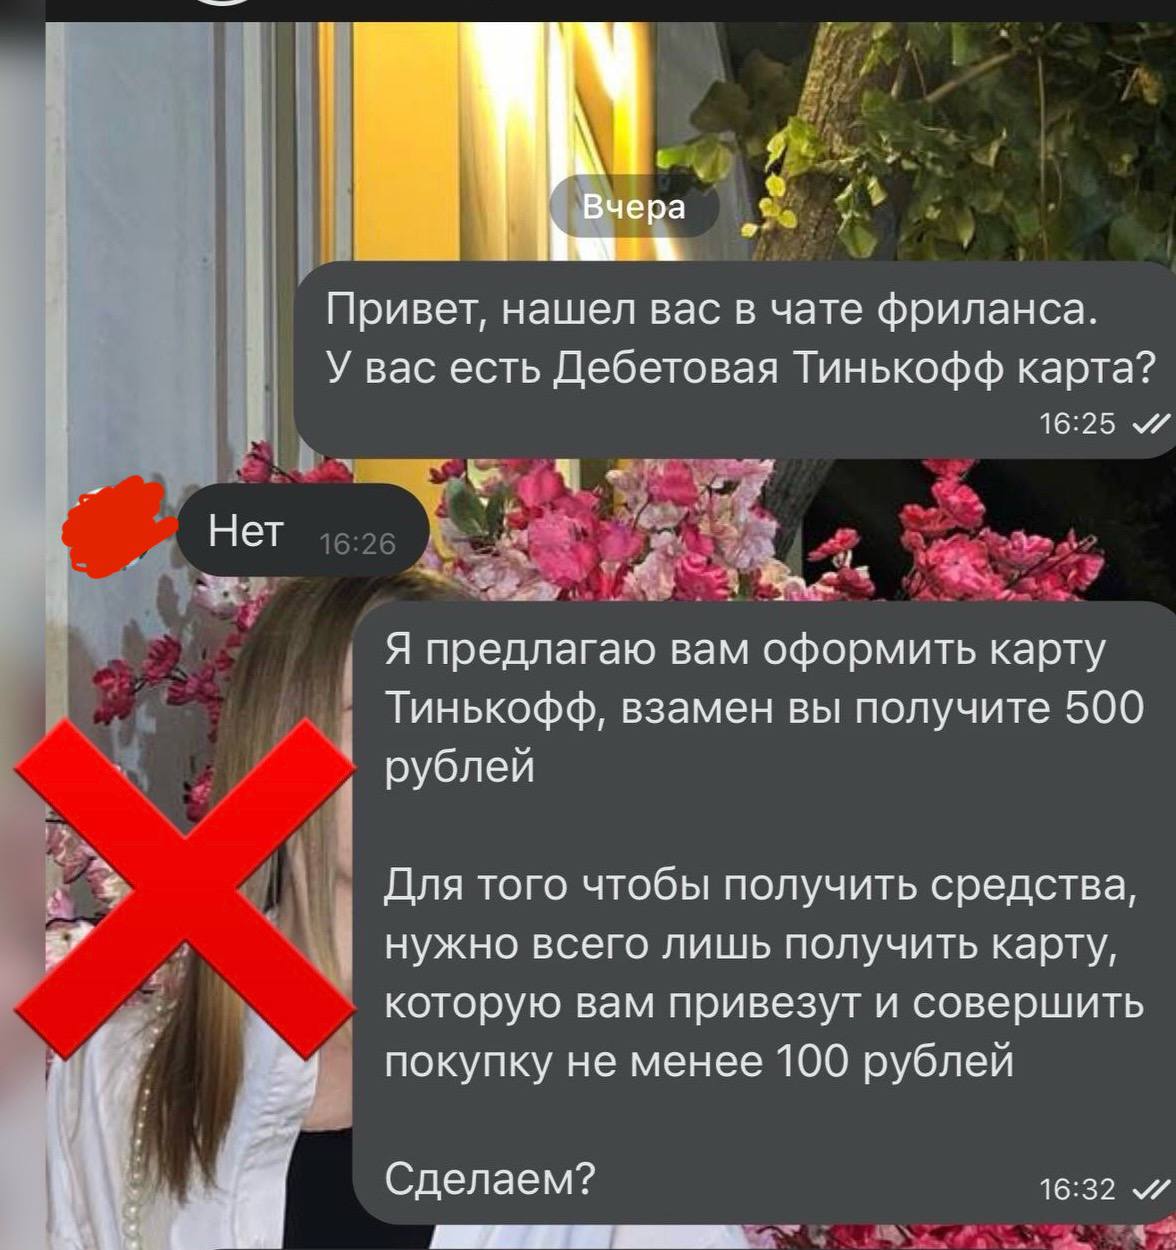 Вчера
Привет, нашел вас в чате фриланса.
У вас есть Дебетовая Тинькофф карта?
16:25
Нет 16:26
Я предлагаю вам оформить карту
Тинькофф, взамен вы получите 500
рублей
Для того чтобы получить средства,
нужно всего лишь получить карту,
которую вам привезут и совершить
покупку не менее 100 рублей
Сделаем? 16:32